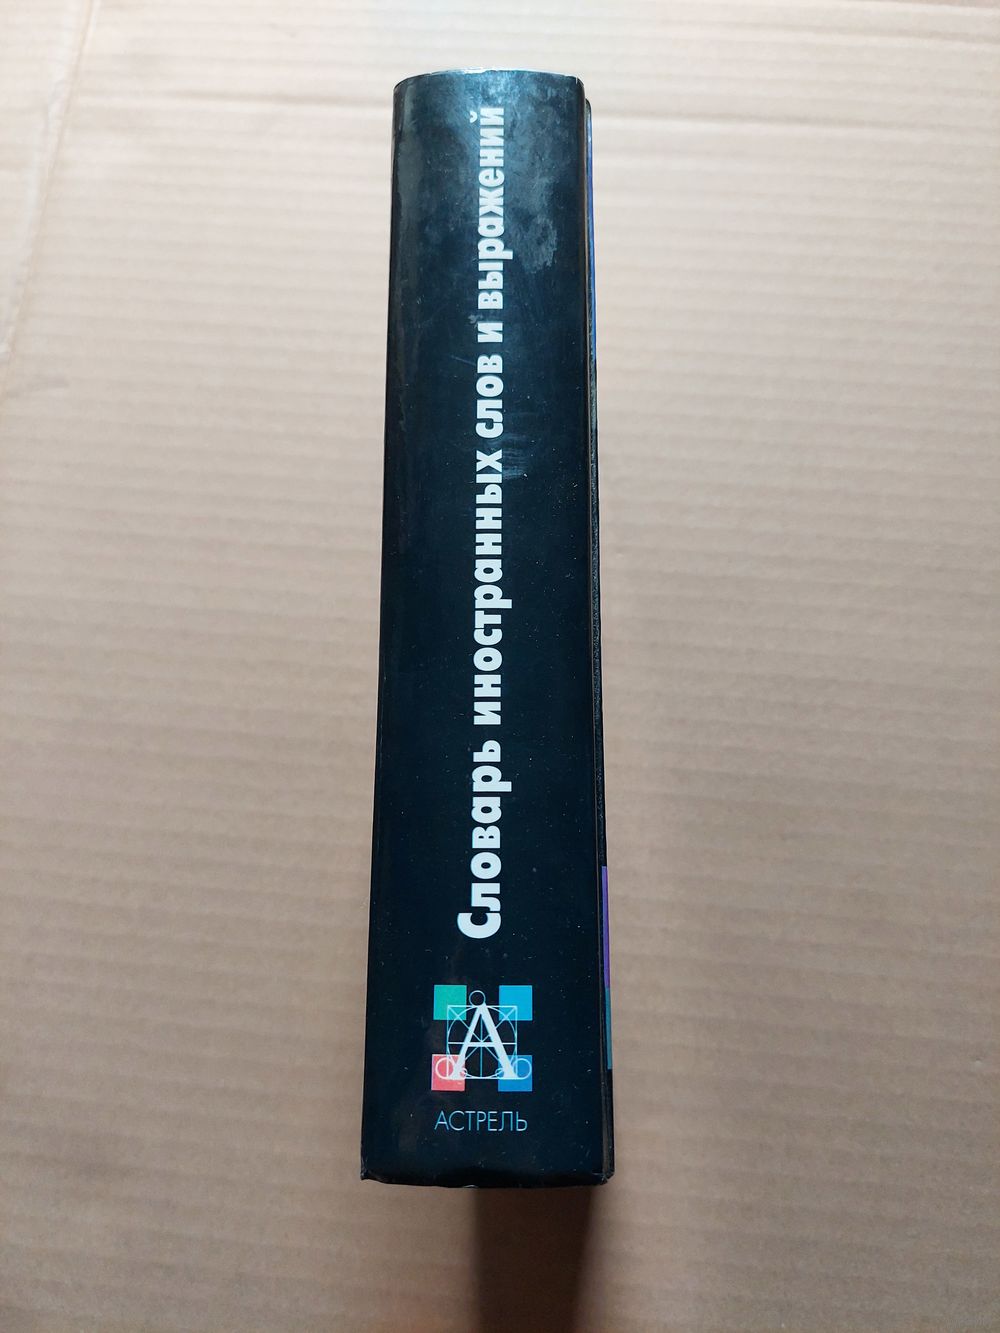 Словарь иностранных слов и выражений
А
АСТРЕЛЬ